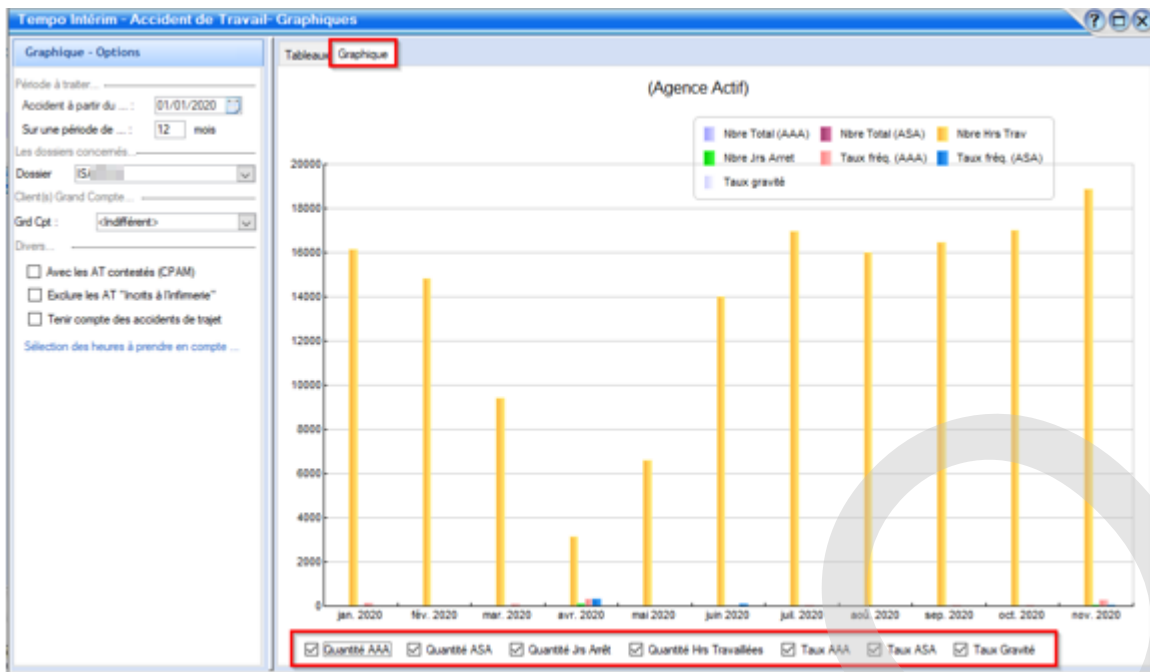 Tempo Intérim - Accident de Travail- Graphiques
Graphique - Options
Tableaux Graphique
Période à traiter...
Accident à partir du ... : 01/01/2020
Sur une période de ... : 12 mois
Les dossiers concernés...
Dossier
Client(s) Grand Compte...
Grd Cpt : <Indifférent>
Divers...
Avec les AT contestés (CPAM)
Exclure les AT "Incrits à l'infirmerie"
Tenir compte des accidents de trajet
Sélection des heures à prendre en compte ...
(Agence Actif)
Nbre Total (AAA) Nbre Total (ASA) Nbre Hrs Trav
Nbre Jrs Arret Taux fréq. (AAA) Taux fréq. (ASA)
Taux gravité
20000
18000
16000
14000
12000
10000
8000
6000
4000
2000
0
jan. 2020 fév. 2020 mar. 2020 avr. 2020 mai 2020 juin 2020 juil. 2020 aoû. 2020 sep. 2020 oct. 2020 nov. 2020
Quantité AAA Quantité ASA Quantité Jrs Arrêt Quantité Hrs Travaillées Taux AAA Taux ASA Taux Gravité